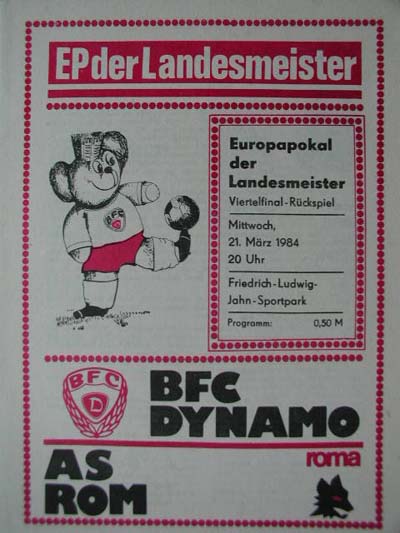 EP der Landesmeister
Europapokal
der
Landesmeister
Viertelfinal-Rückspiel
Mittwoch,
21. März 1984
20 Uhr
Friedrich-Ludwig-
Jahn-Sportpark
Programm: 0,50 M
BFC
BFC
D
BFC
DYNAMO
AS
ROM
roma